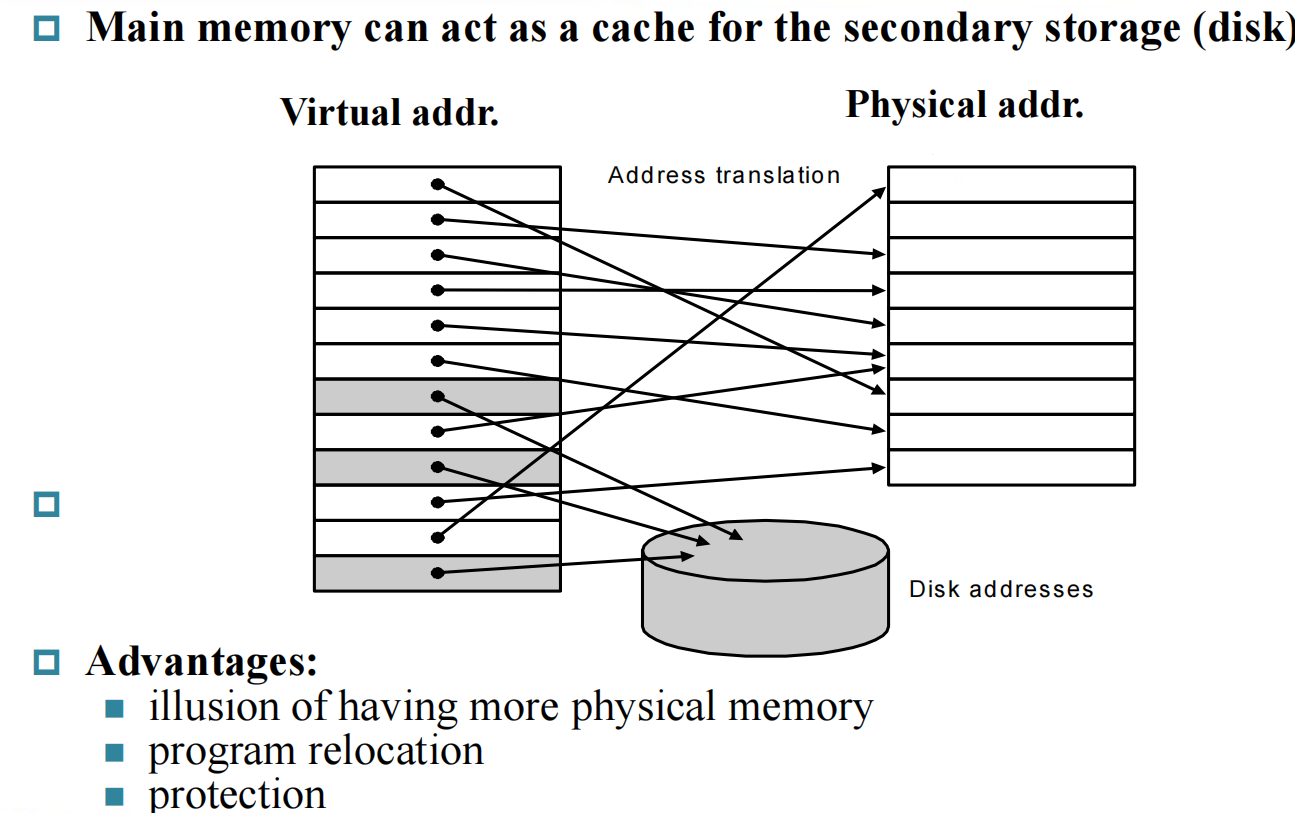 Main memory can act as a cache for the secondary storage (disk)
Virtual addr.
Physical addr.
Address translation
Disk addresses
Advantages:
illusion of having more physical memory
program relocation
protection